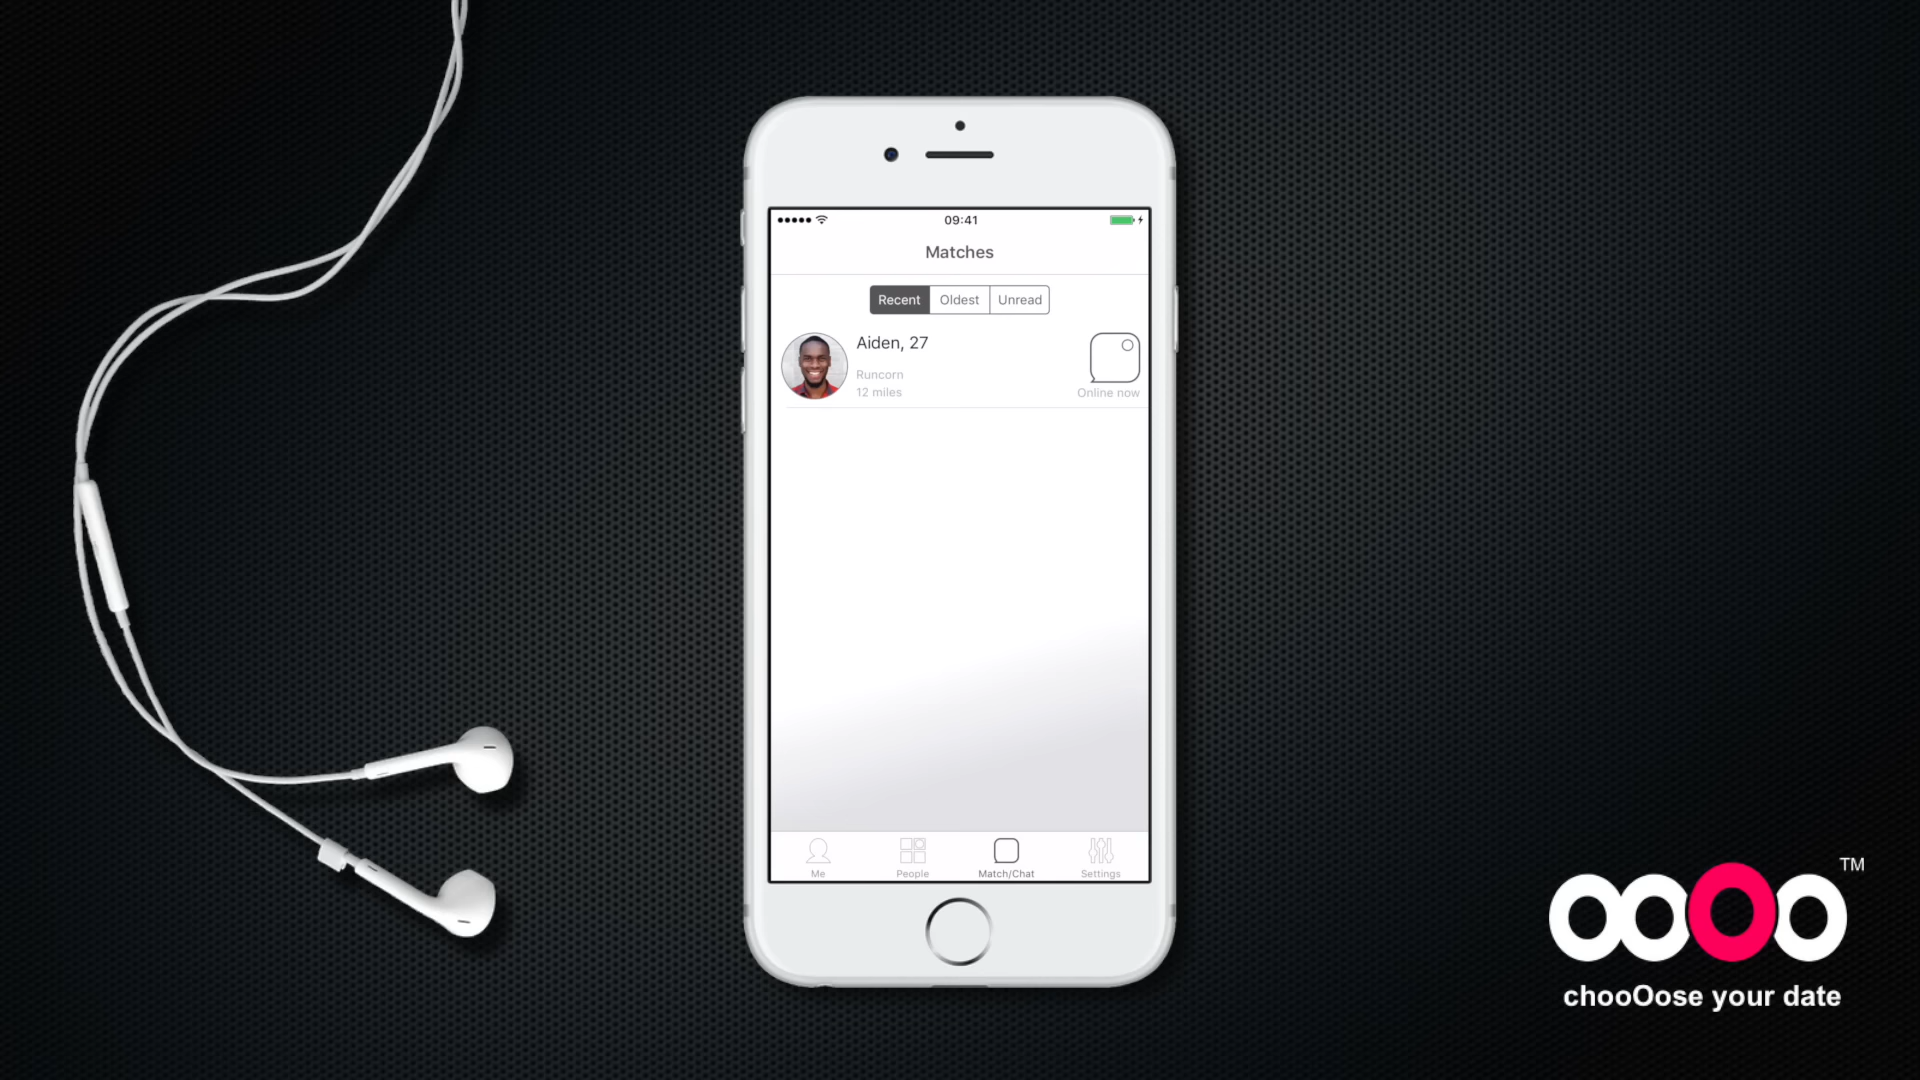 09:41
Matches
Recent Oldest Unread
Aiden, 27
Runcorn
12 miles
Online now
Me People Match/Chat Settings
ooOo TM
chooOose your date